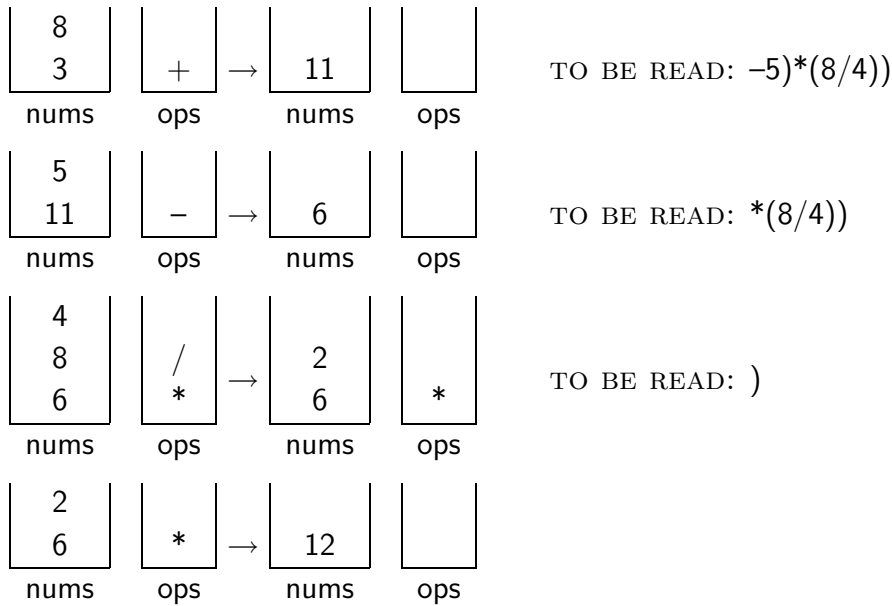 8
3 + → 11 TO BE READ: –5)*(8/4))
nums ops nums ops
5
11 – → 6 TO BE READ: *(8/4))
nums ops nums ops
4
8 / 2
6 * → 6 * TO BE READ: )
nums ops nums ops
2
6 * → 12
nums ops nums ops